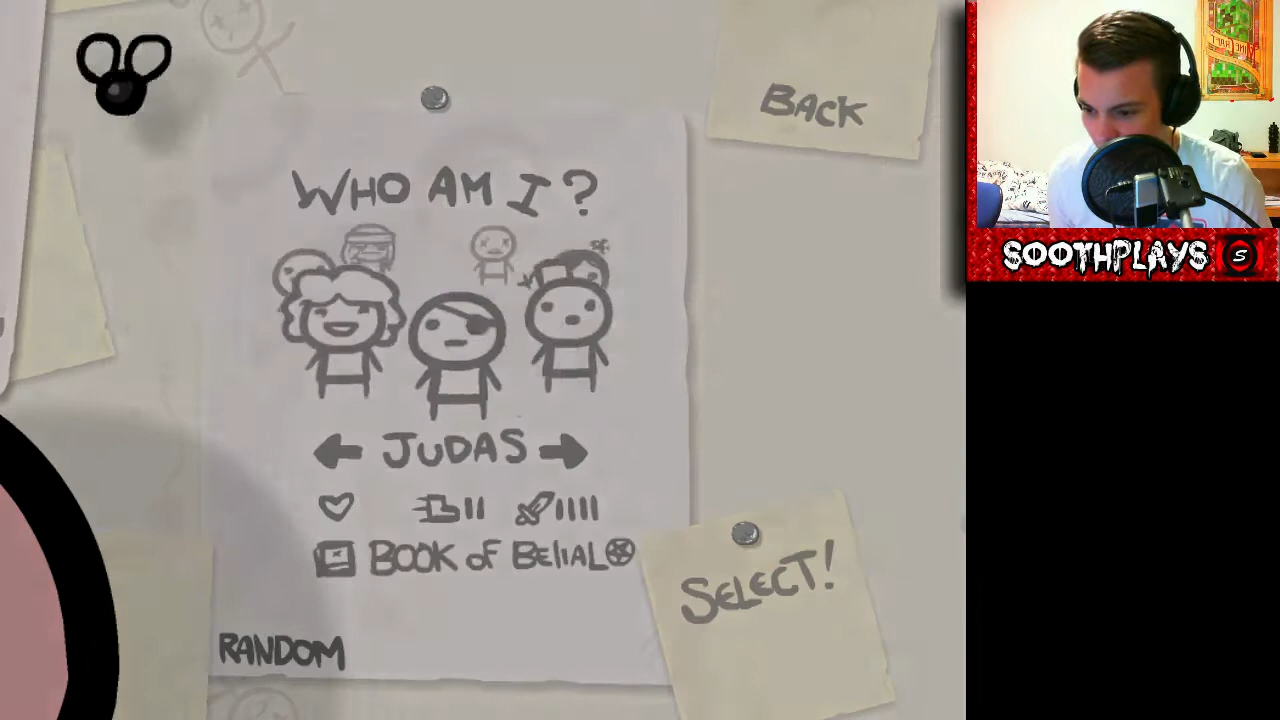 BACK
WHO AM I?
JUDAS
BOOK OF BELIAL
SELECT!
RANDOM
SOOTHPLAYS S